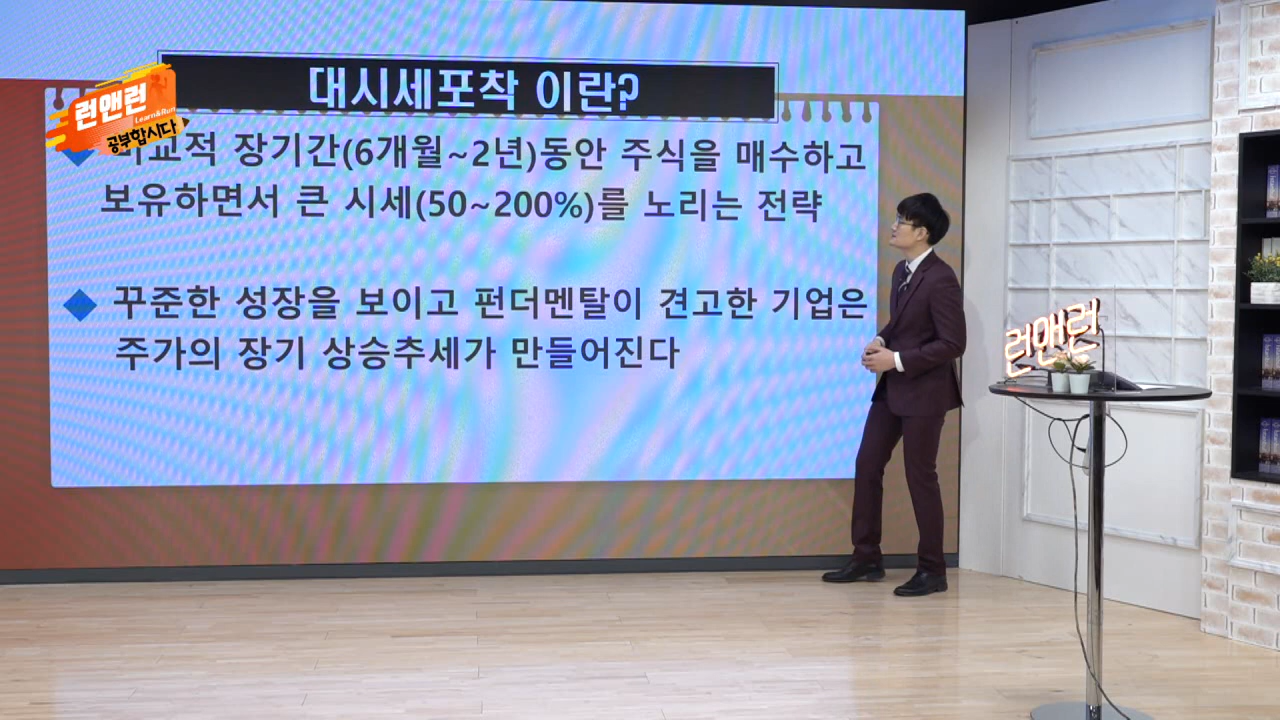 대시세포착 이란?
런앤런
Learn&Run
공부합시다
비교적 장기간(6개월~2년)동안 주식을 매수하고
보유하면서 큰 시세(50~200%)를 노리는 전략
꾸준한 성장을 보이고 펀더멘탈이 견고한 기업은
주가의 장기 상승추세가 만들어진다
런앤런